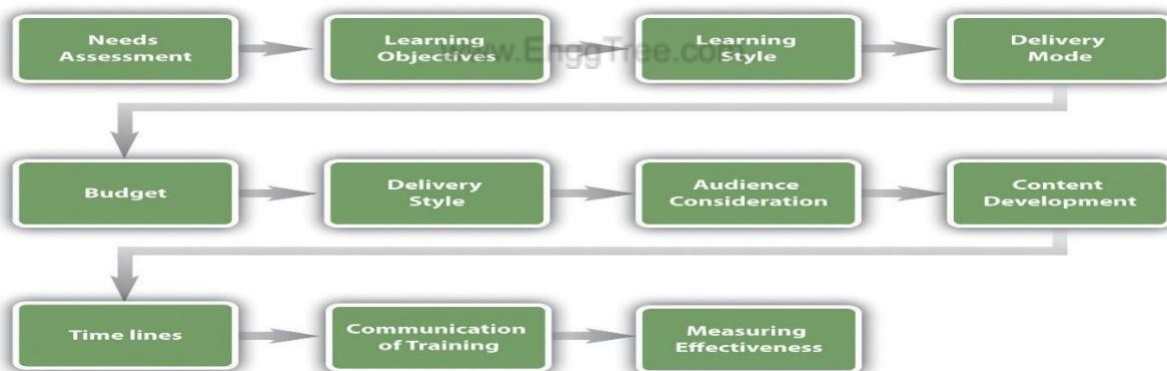 Needs
Assessment
Learning
Objectives
Learning
Style
Delivery
Mode
www.EnggTree.com
Budget
Delivery
Style
Audience
Consideration
Content
Development
Time lines
Communication
of Training
Measuring
Effectiveness